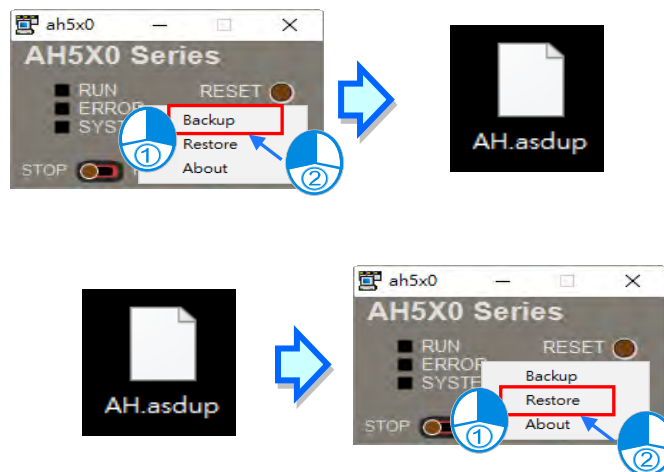 ah5x0
AH5X0 Series
RUN
RESET
ERROR
SYST
Backup
Restore
About
STOP
①
②
AH.asdup
AH.asdup
ah5x0
AH5X0 Series
RUN
RESET
ERROR
SYSTE
Backup
Restore
About
STOP
①
②